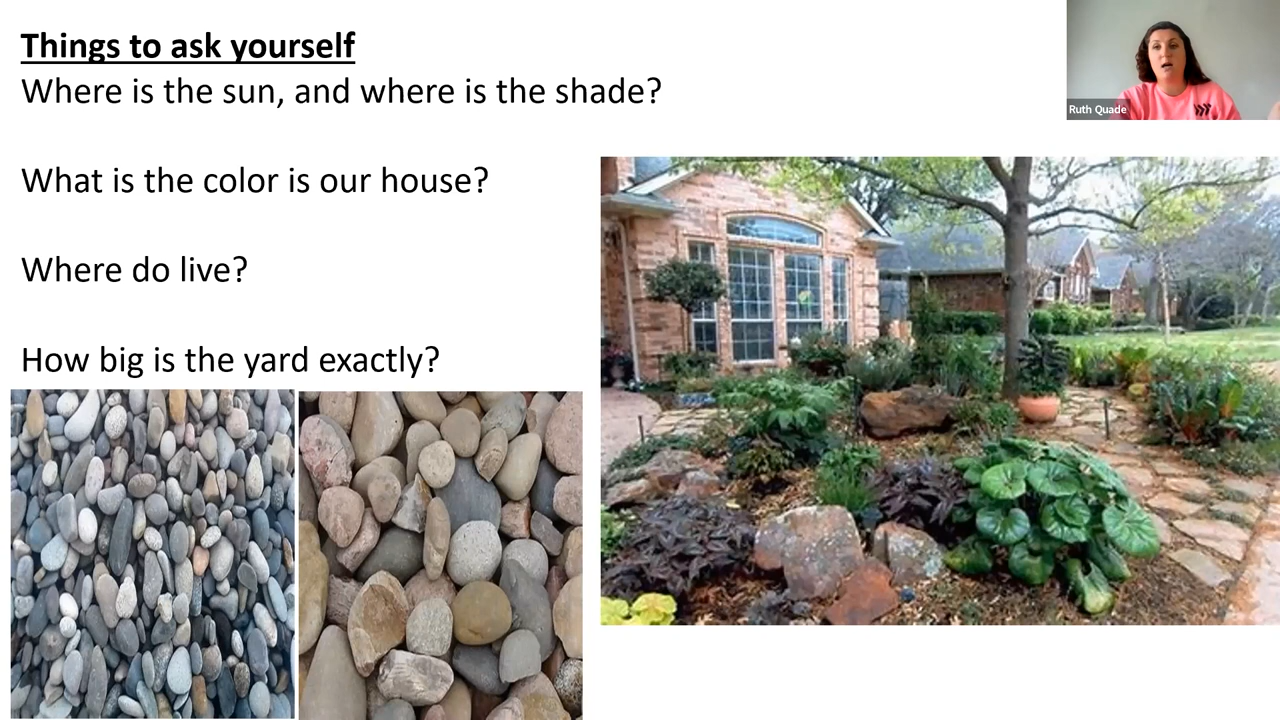 Things to ask yourself
Where is the sun, and where is the shade?
What is the color is our house?
Where do live?
How big is the yard exactly?
Ruth Quade